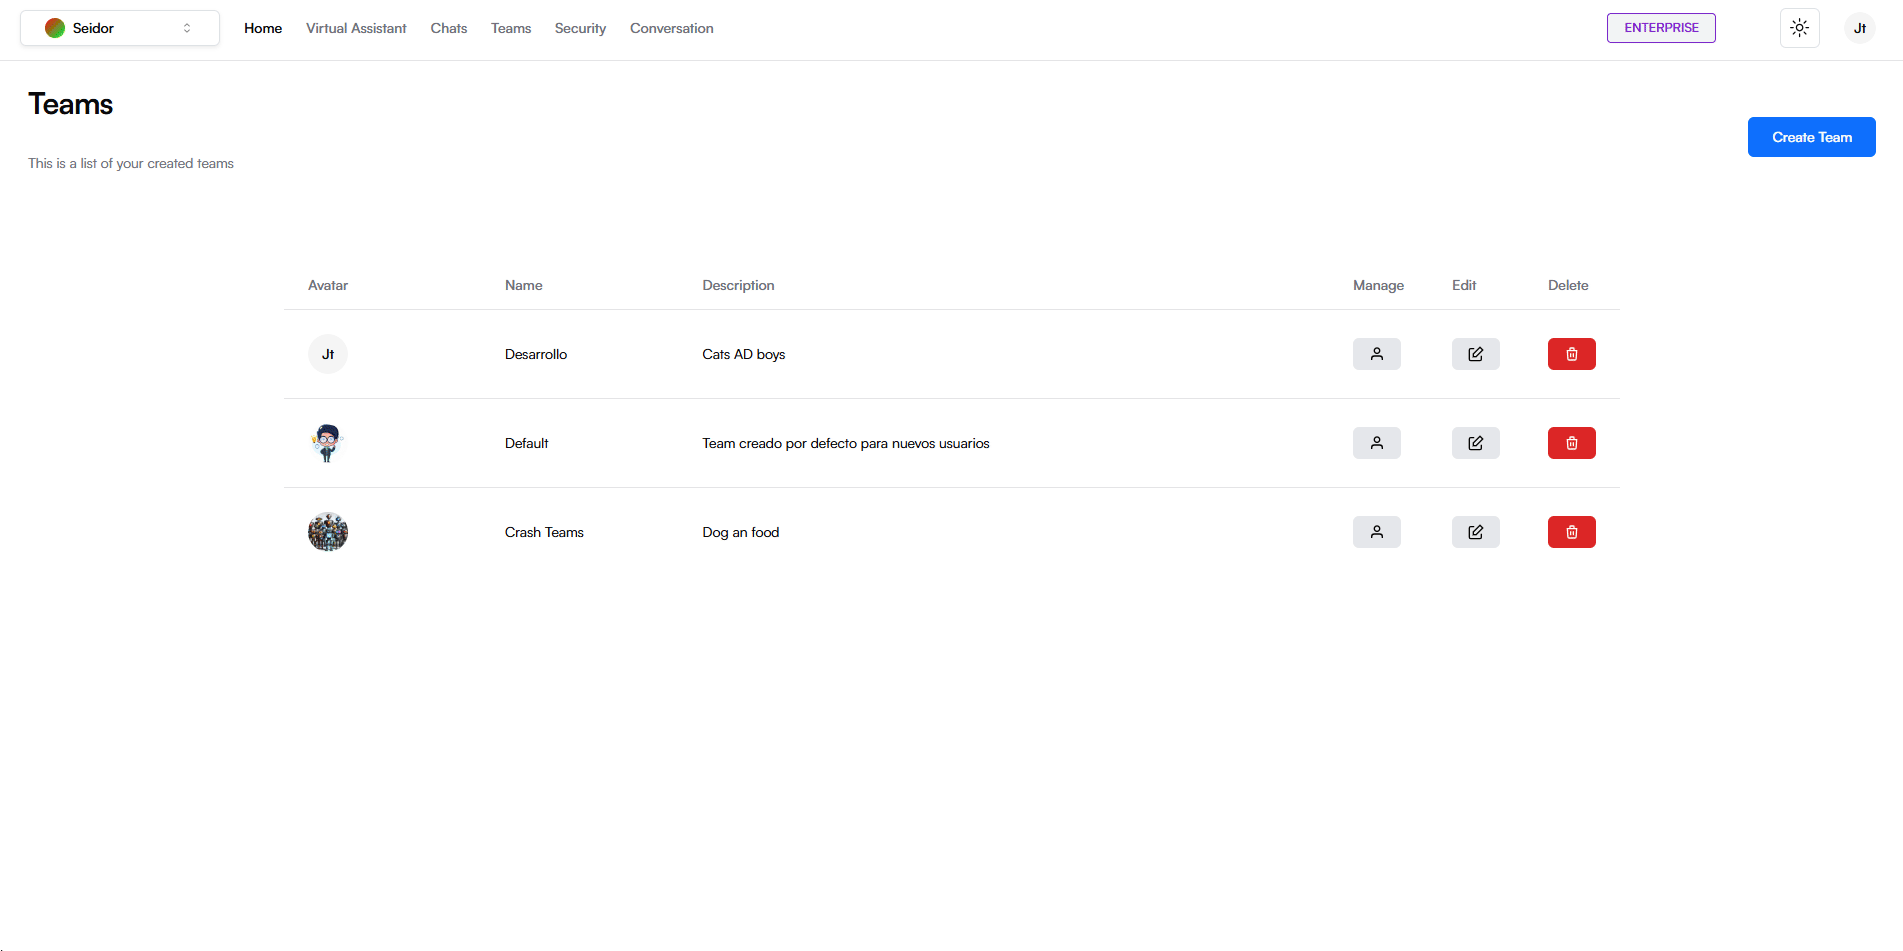 Seidor Home Virtual Assistant Chats Teams Security Conversation ENTERPRISE Jt
Teams
Create Team
This is a list of your created teams
Avatar Name Description Manage Edit Delete
Jt Desarrollo Cats AD boys
Default Team creado por defecto para nuevos usuarios
Crash Teams Dog an food